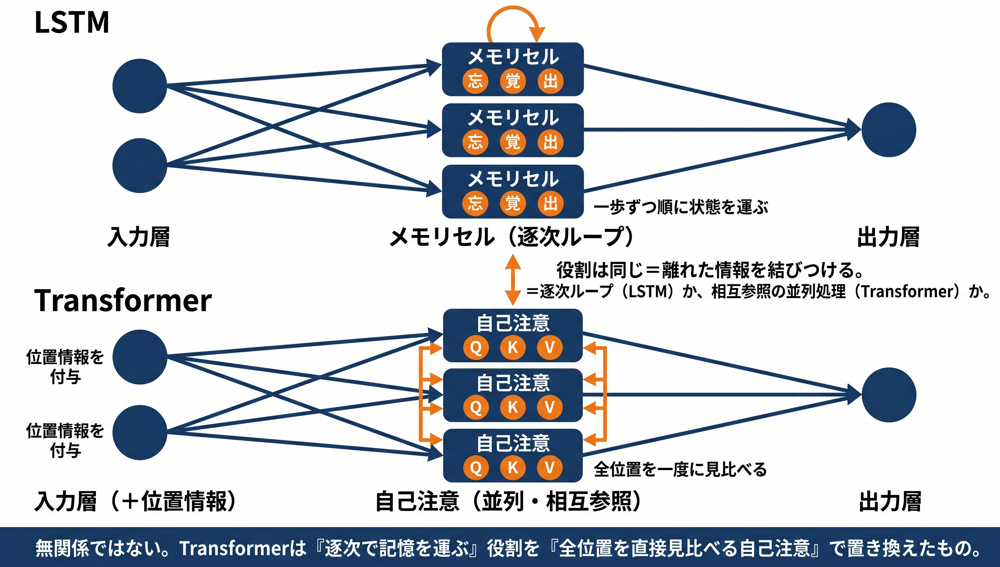 LSTM
メモリセル
忘 覚 出
メモリセル
忘 覚 出
メモリセル
忘 覚 出
一歩ずつ順に状態を運ぶ
入力層
メモリセル（逐次ループ）
出力層
役割は同じ＝離れた情報を結びつける。
＝逐次ループ（LSTM）か、相互参照の並列処理（Transformer）か。
Transformer
位置情報を
付与
位置情報を
付与
自己注意
Q K V
自己注意
Q K V
自己注意
Q K V
全位置を一度に見比べる
入力層（＋位置情報）
自己注意（並列・相互参照）
出力層
無関係ではない。Transformerは『逐次で記憶を運ぶ』役割を『全位置を直接見比べる自己注意』で置き換えたもの。